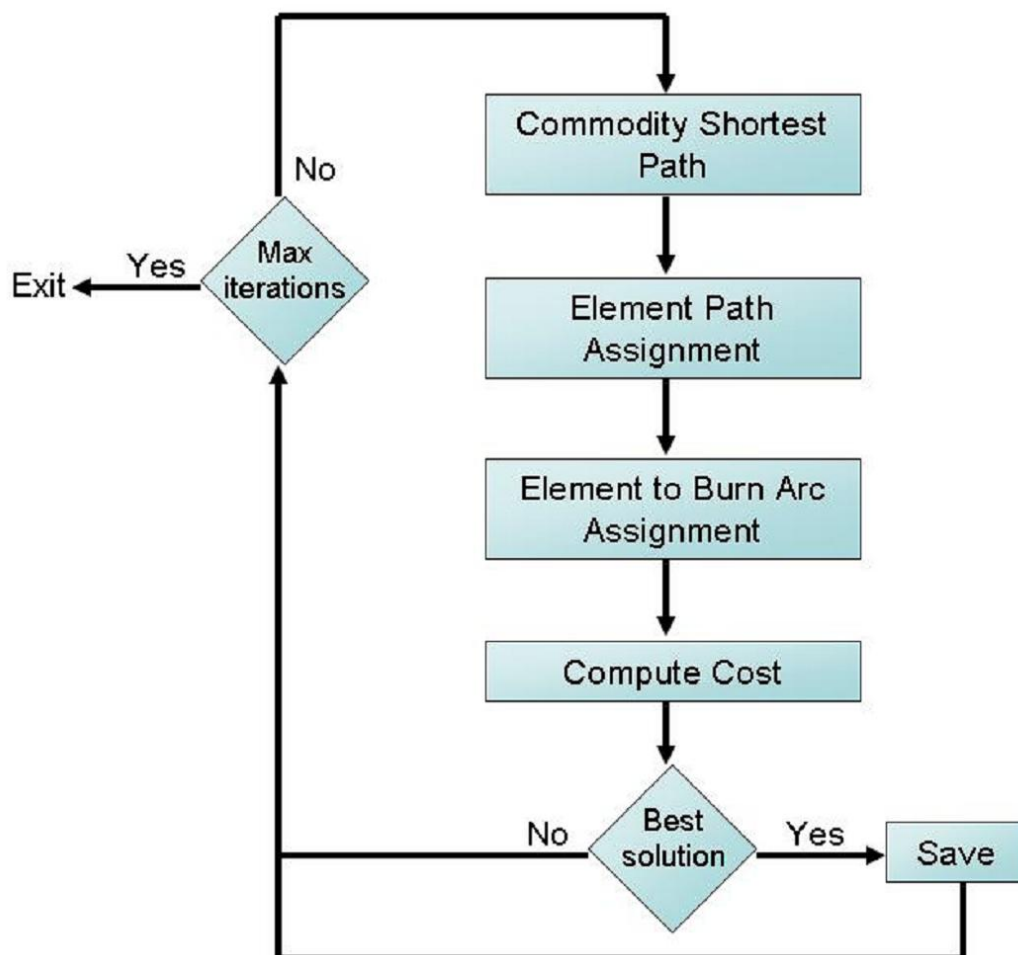 Commodity Shortest
Path
No
Max
iterations
Yes
Exit
Element Path
Assignment
Element to Burn Arc
Assignment
Compute Cost
Best
solution
No
Yes
Save